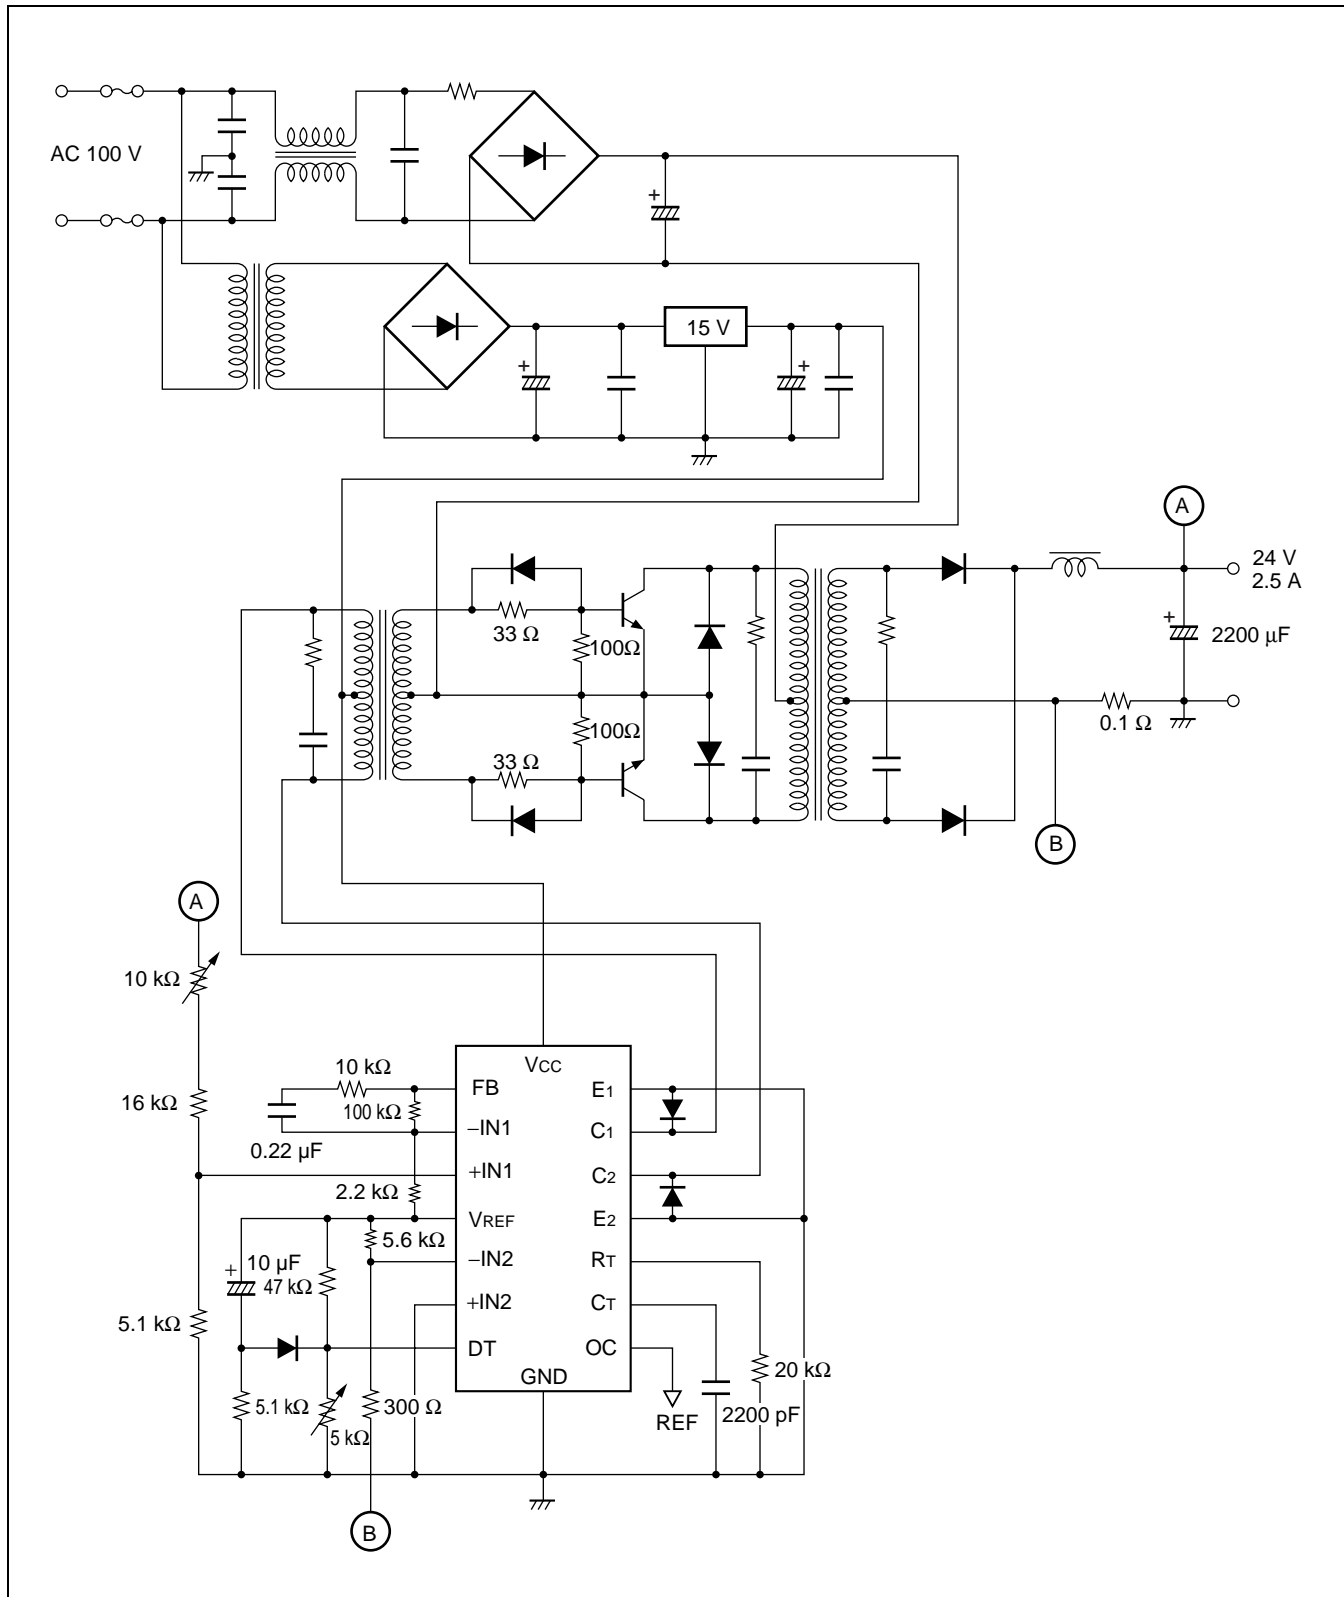 AC 100 V
+
15 V
+
+
A
24 V
2.5 A
+
2200 µF
33 Ω
100Ω
100Ω
33 Ω
0.1 Ω
B
A
10 kΩ
16 kΩ
5.1 kΩ
10 kΩ
100 kΩ
0.22 µF
2.2 kΩ
5.6 kΩ
+
10 µF
47 kΩ
5.1 kΩ
5 kΩ
300 Ω
B
VCC
FB
−IN1
+IN1
VREF
−IN2
+IN2
DT
GND
E1
C1
C2
E2
RT
CT
OC
REF
2200 pF
20 kΩ